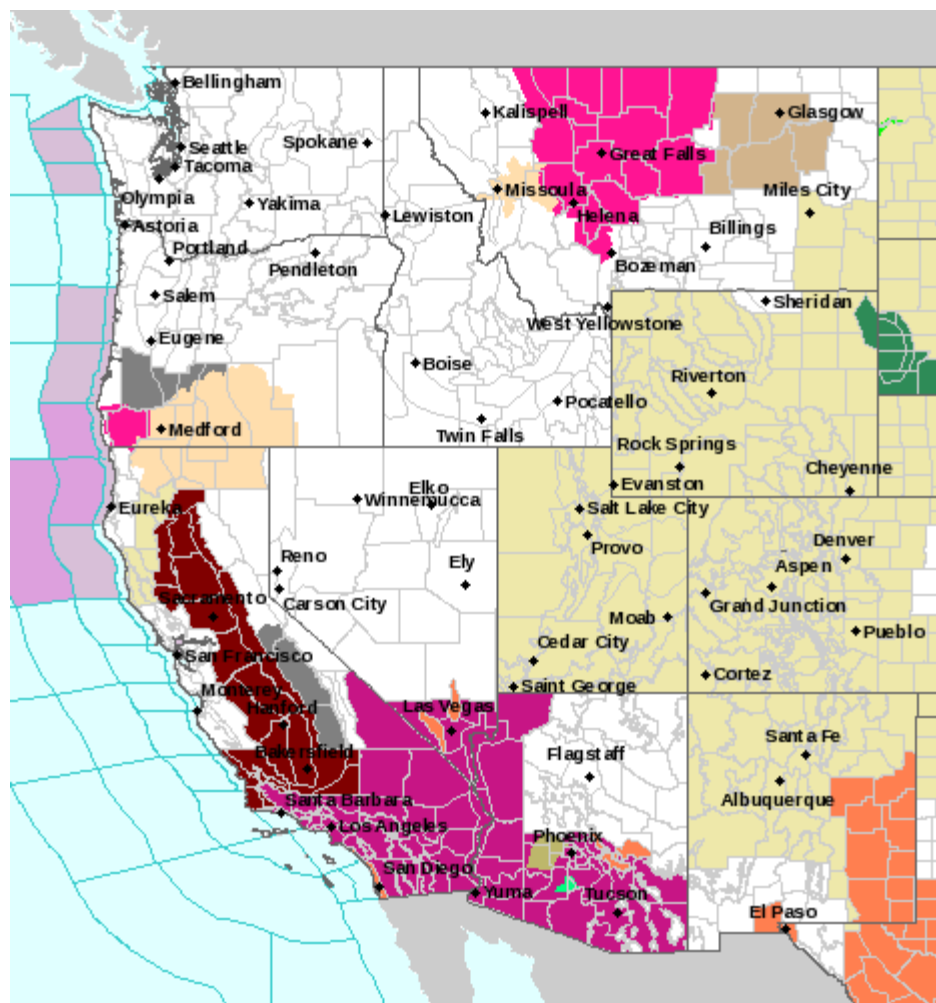 Bellingham
Kalispell
Glasgow
Spokane
Seattle
Great Falls
Tacoma
Missoula
Miles City
Olympia
Yakima
Helena
Lewiston
Astoria
Portland
Billings
Pendleton
Bozeman
Salem
Sheridan
West Yellowstone
Eugene
Boise
Riverton
Pocatello
Medford
Twin Falls
Rock Springs
Cheyenne
Evanston
Elko
Winnemucca
Eureka
Salt Lake City
Denver
Provo
Reno
Ely
Aspen
Sacramento
Carson City
Grand Junction
Moab
Pueblo
Cedar City
San Francisco
Cortez
Saint George
Monterey
Las Vegas
Hanford
Santa Fe
Bakersfield
Flagstaff
Santa Barbara
Albuquerque
Los Angeles
Phoenix
San Diego
Yuma
Tucson
El Paso